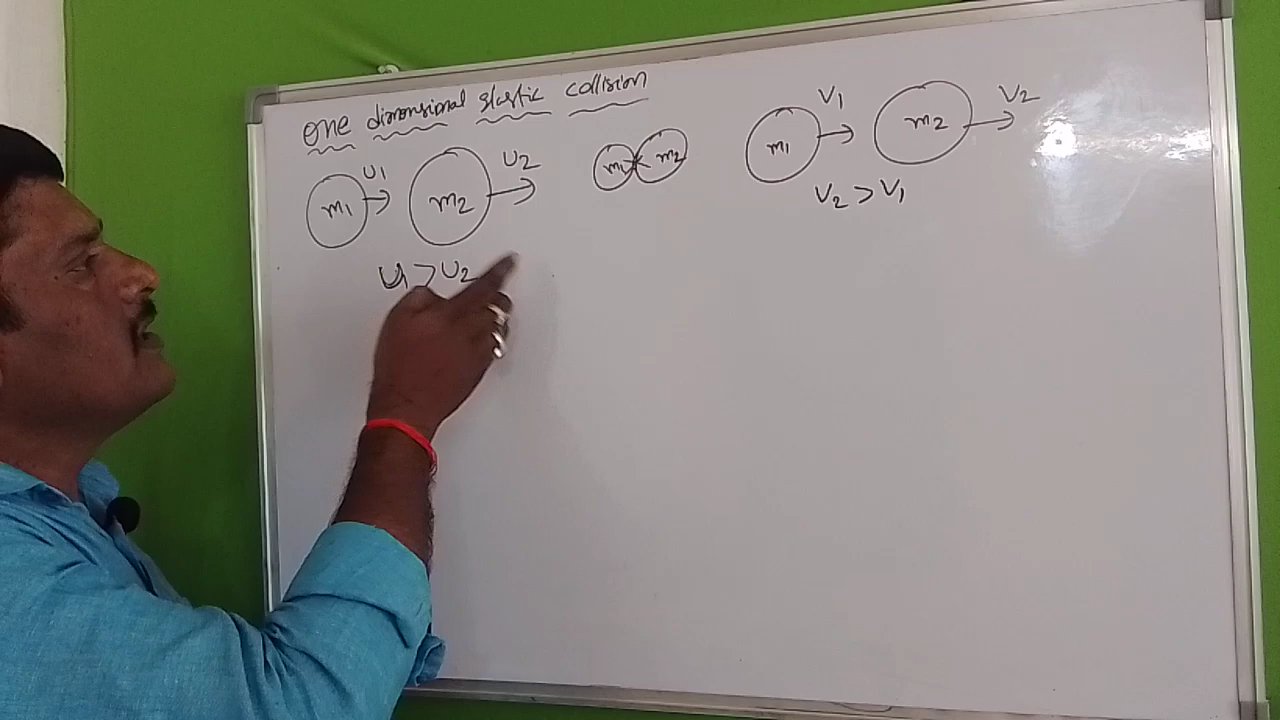 One dimensional elastic collision
m1 U1 m2 U2
U1 > U2
m1 m2
m1 V1 m2 V2
V2 > V1